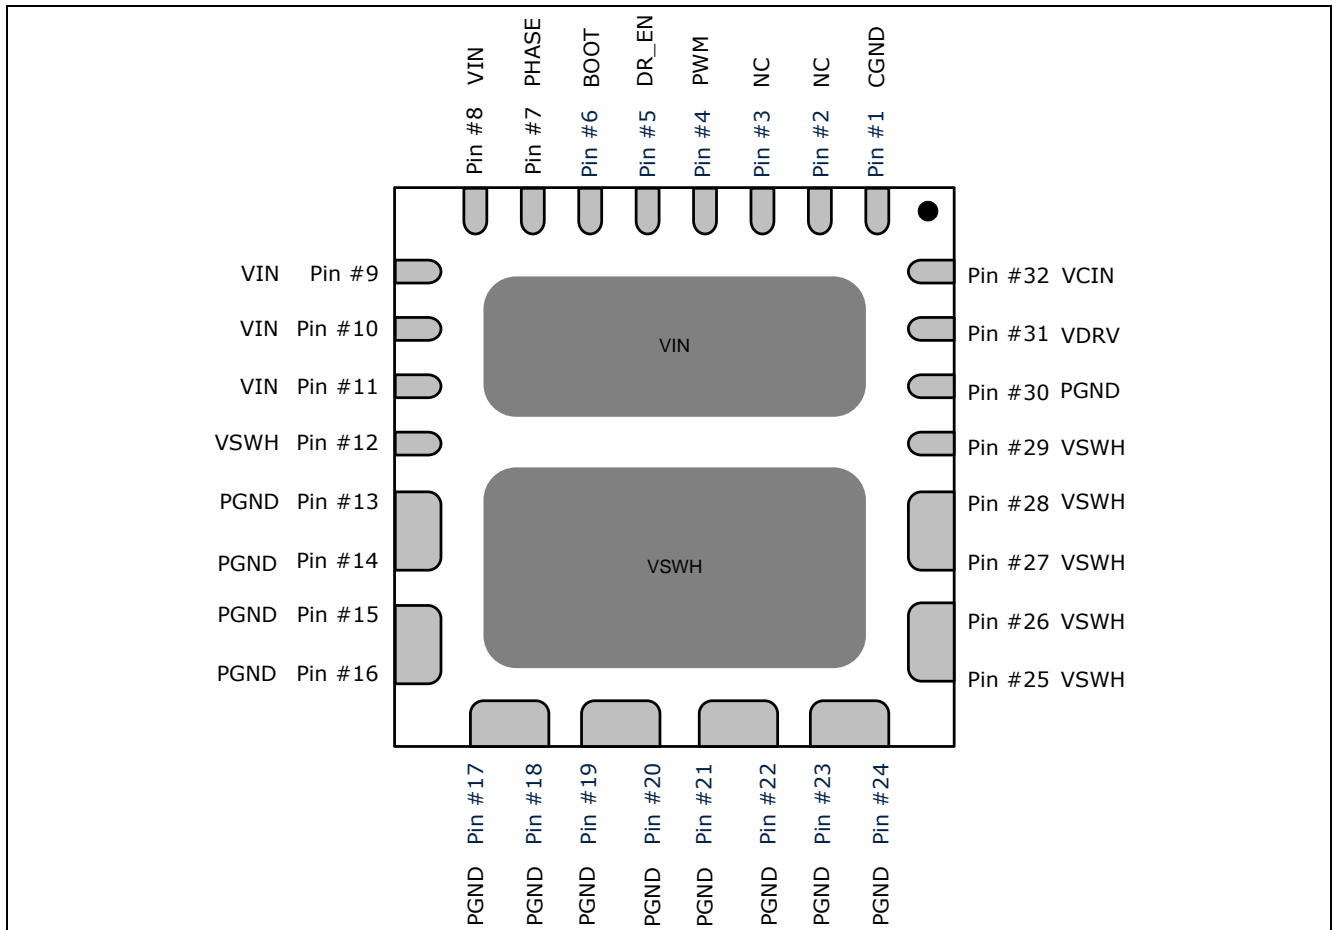 Pin #8 VIN
Pin #7 PHASE
Pin #6 BOOT
Pin #5 DR_EN
Pin #4 PWM
Pin #3 NC
Pin #2 NC
Pin #1 CGND
VIN Pin #9
VIN Pin #10
VIN Pin #11
VSWH Pin #12
PGND Pin #13
PGND Pin #14
PGND Pin #15
PGND Pin #16
VIN
VSWH
Pin #32 VCIN
Pin #31 VDRV
Pin #30 PGND
Pin #29 VSWH
Pin #28 VSWH
Pin #27 VSWH
Pin #26 VSWH
Pin #25 VSWH
PGND Pin #17
PGND Pin #18
PGND Pin #19
PGND Pin #20
PGND Pin #21
PGND Pin #22
PGND Pin #23
PGND Pin #24